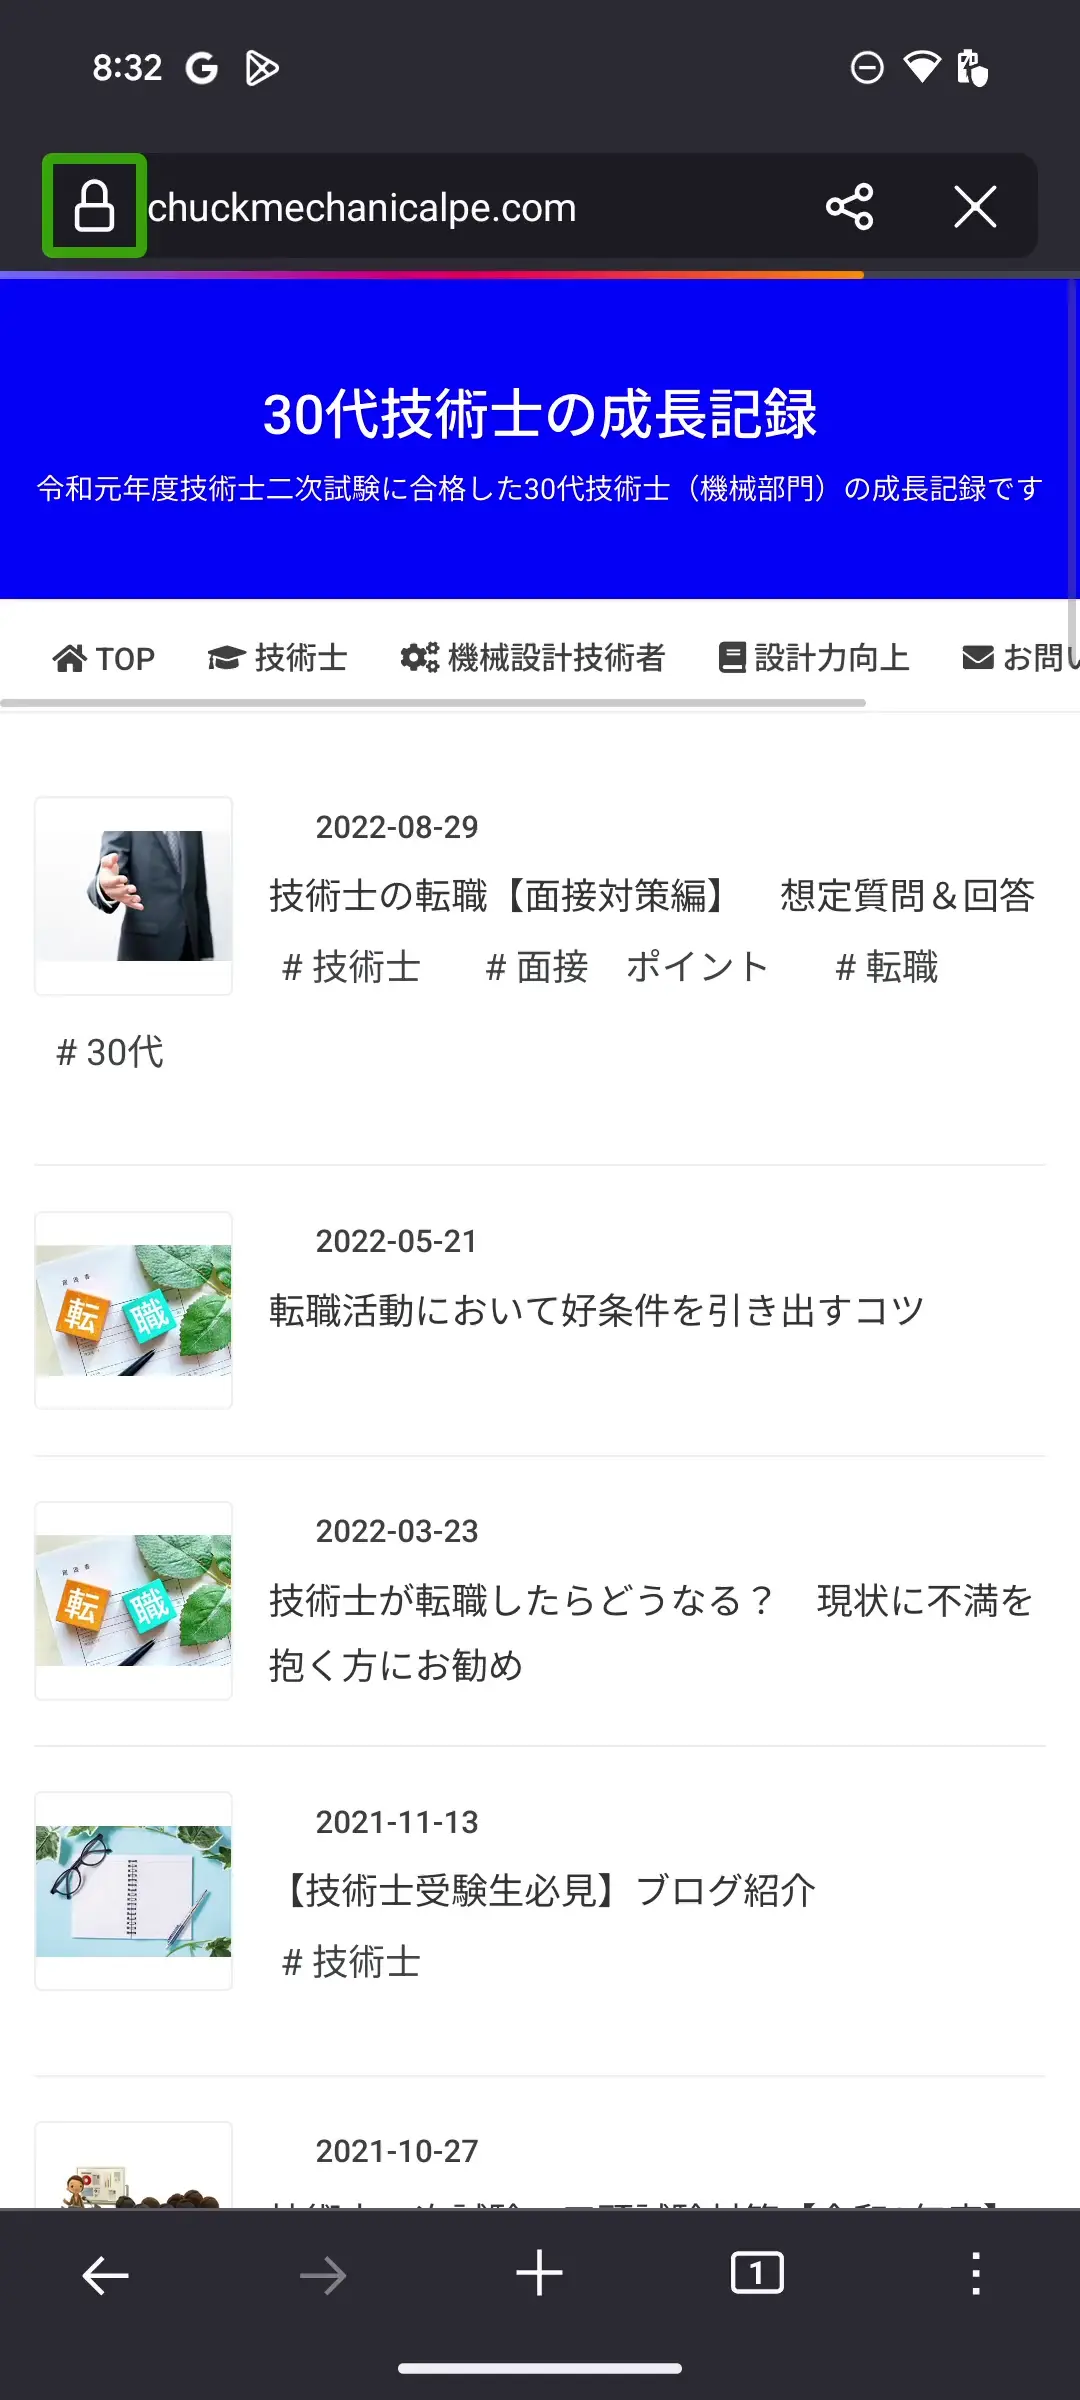 8:32
chuckmechanicalpe.com
30代技術士の成長記録
令和元年度技術士二次試験に合格した30代技術士（機械部門）の成長記録です
TOP 技術士 機械設計技術者 設計力向上 お問い
2022-08-29
技術士の転職【面接対策編】　想定質問＆回答
# 技術士 # 面接　ポイント # 転職
# 30代
2022-05-21
転職活動において好条件を引き出すコツ
転 職
2022-03-23
技術士が転職したらどうなる？　現状に不満を
抱く方にお勧め
転 職
2021-11-13
【技術士受験生必見】ブログ紹介
# 技術士
2021-10-27
1